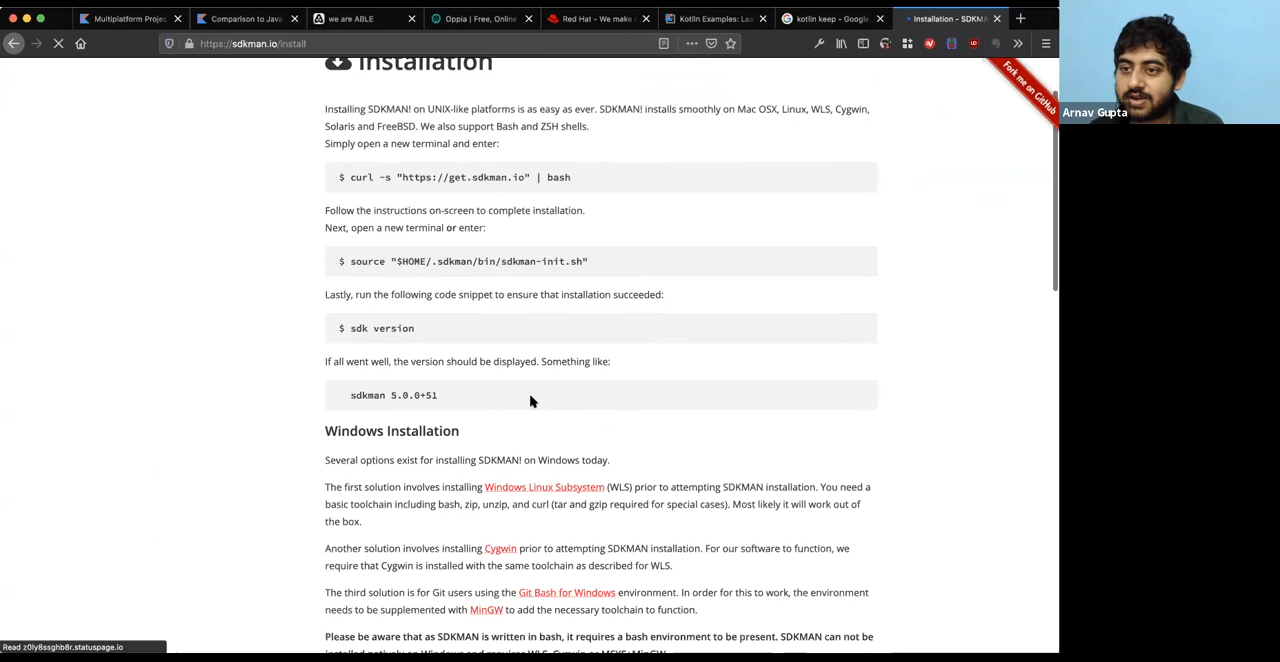 Multiplatform Projec
Comparison to Java
we are ABLE
Oppia | Free, Online
Red Hat - We make
Kotlin Examples: Lea
kotlin keep - Google
Installation - SDKMA
https://sdkman.io/install
Installation
Fork me on GitHub
Arnav Gupta
Installing SDKMAN! on UNIX-like platforms is as easy as ever. SDKMAN! installs smoothly on Mac OSX, Linux, WLS, Cygwin,
Solaris and FreeBSD. We also support Bash and ZSH shells.
Simply open a new terminal and enter:
$ curl -s "https://get.sdkman.io" | bash
Follow the instructions on-screen to complete installation.
Next, open a new terminal or enter:
$ source "$HOME/.sdkman/bin/sdkman-init.sh"
Lastly, run the following code snippet to ensure that installation succeeded:
$ sdk version
If all went well, the version should be displayed. Something like:
sdkman 5.0.0+51
Windows Installation
Several options exist for installing SDKMAN! on Windows today.
The first solution involves installing Windows Linux Subsystem (WLS) prior to attempting SDKMAN installation. You need a
basic toolchain including bash, zip, unzip, and curl (tar and gzip required for special cases). Most likely it will work out of
the box.
Another solution involves installing Cygwin prior to attempting SDKMAN installation. For our software to function, we
require that Cygwin is installed with the same toolchain as described for WLS.
The third solution is for Git users using the Git Bash for Windows environment. In order for this to work, the environment
needs to be supplemented with MinGW to add the necessary toolchain to function.
Please be aware that as SDKMAN is written in bash, it requires a bash environment to be present. SDKMAN can not be
installed natively on Windows and requires WLS, Cygwin or MSYS+MinGW.
Read z0ly8ssghb8r.statuspage.io